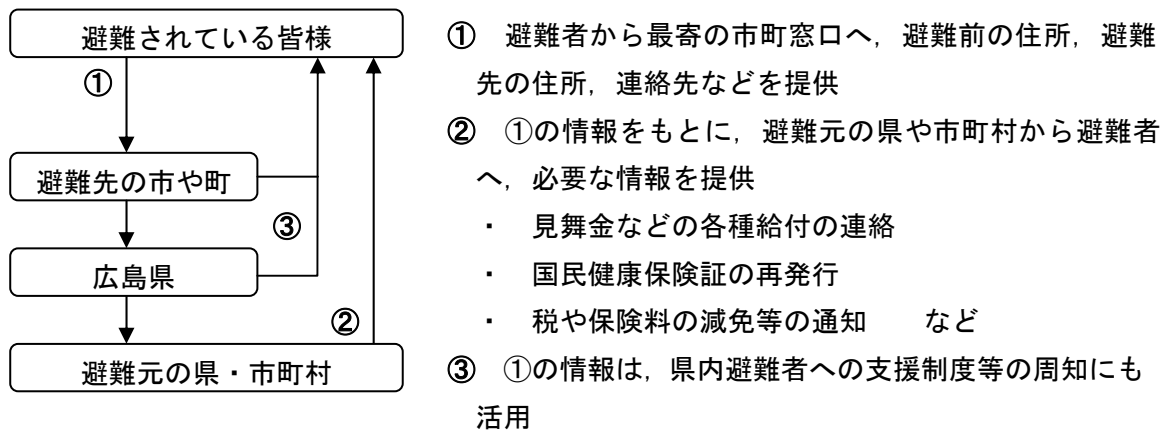 避難されている皆様
①
避難先の市や町
③
広島県
②
避難元の県・市町村
① 避難者から最寄の市町窓口へ，避難前の住所，避難
先の住所，連絡先などを提供
② ①の情報をもとに，避難元の県や市町村から避難者
へ，必要な情報を提供
・ 見舞金などの各種給付の連絡
・ 国民健康保険証の再発行
・ 税や保険料の減免等の通知　　など
③ ①の情報は，県内避難者への支援制度等の周知にも
活用